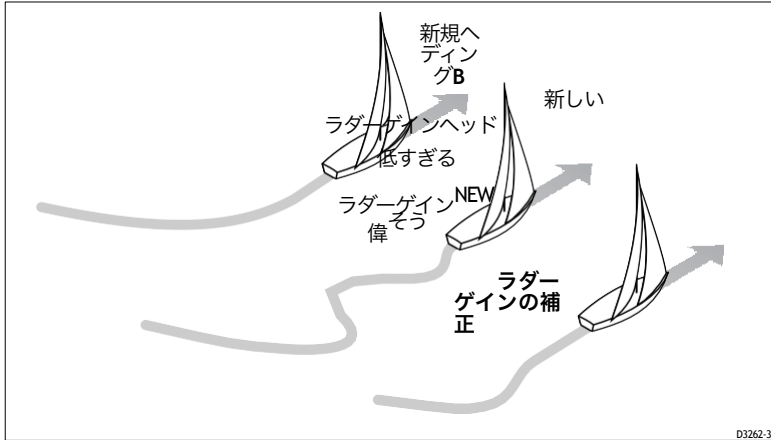 新規ヘ
ディン
グB
新しい
ラダーゲインヘッド
低すぎる
ラダーゲイン
NEW
偉そう
ラダー
ゲインの補
正
D3262-3